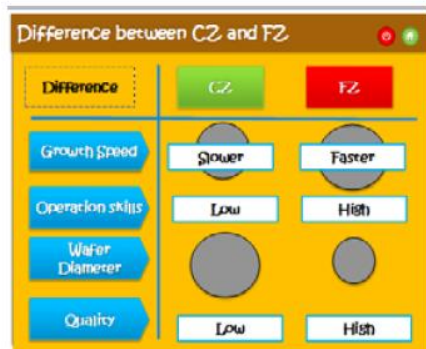 Difference between CZ and FZ
Difference CZ FZ
Growth Speed Slower Faster
Operation skills Low High
Wafer
Diameter
Quality Low High